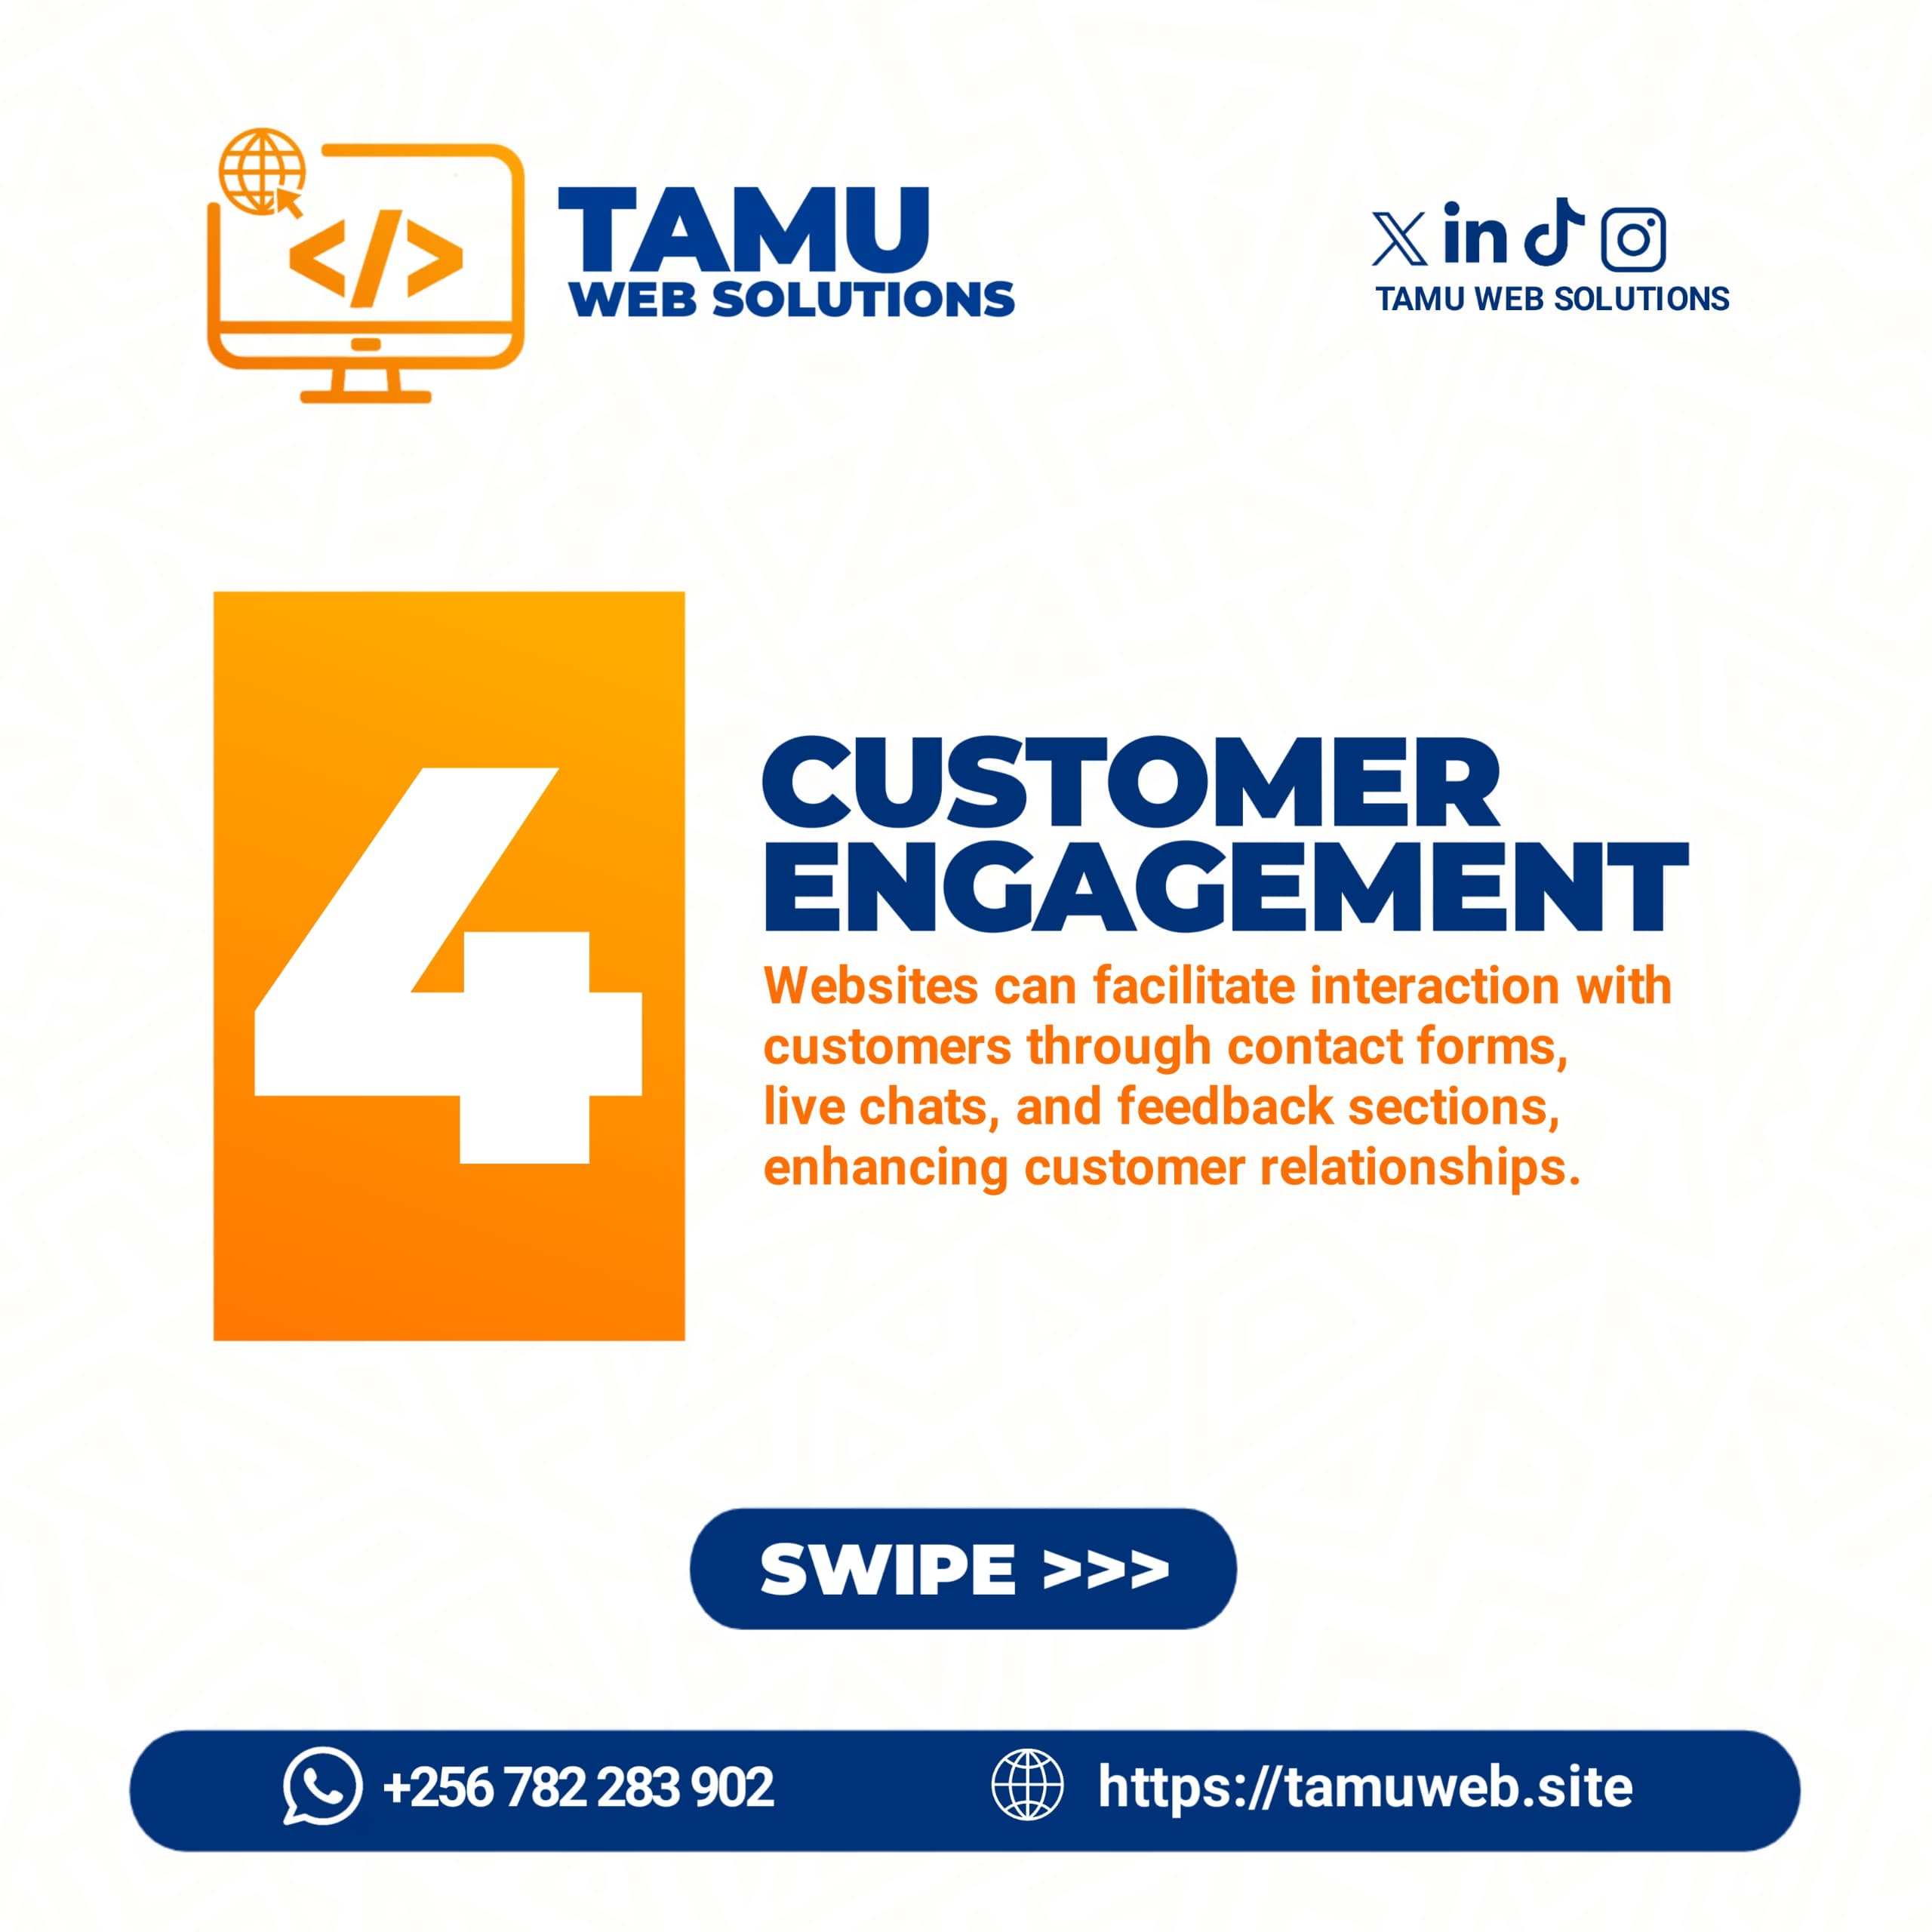 </>
TAMU
WEB SOLUTIONS
X in
TAMU WEB SOLUTIONS
4
CUSTOMER
ENGAGEMENT
Websites can facilitate interaction with
customers through contact forms,
live chats, and feedback sections,
enhancing customer relationships.
SWIPE >>>
+256 782 283 902
https://tamuweb.site